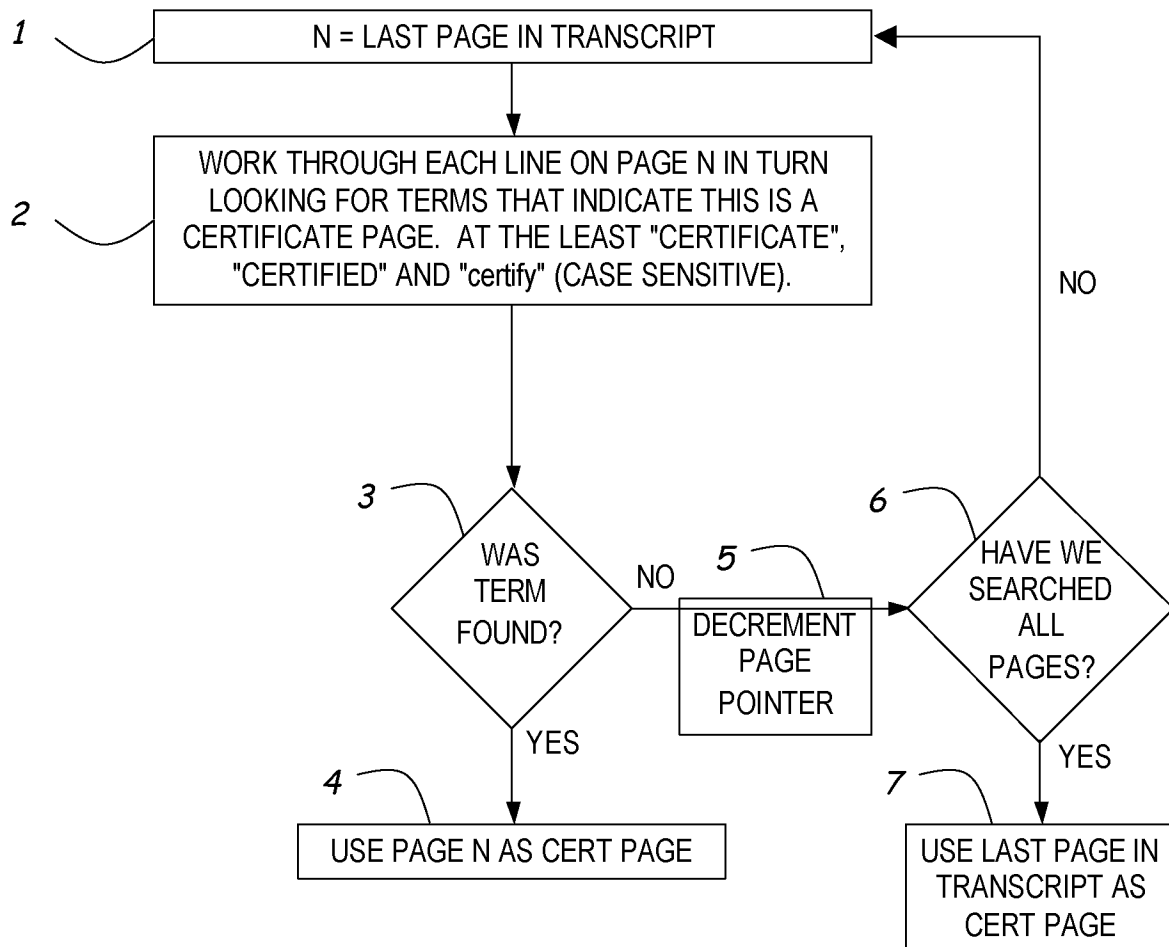 1
N = LAST PAGE IN TRANSCRIPT
2
WORK THROUGH EACH LINE ON PAGE N IN TURN
LOOKING FOR TERMS THAT INDICATE THIS IS A
CERTIFICATE PAGE.  AT THE LEAST "CERTIFICATE",
"CERTIFIED" AND "certify" (CASE SENSITIVE).
NO
3
WAS
TERM
FOUND?
NO
YES
5
DECREMENT
PAGE
POINTER
6
HAVE WE
SEARCHED
ALL
PAGES?
YES
4
USE PAGE N AS CERT PAGE
7
USE LAST PAGE IN
TRANSCRIPT AS
CERT PAGE